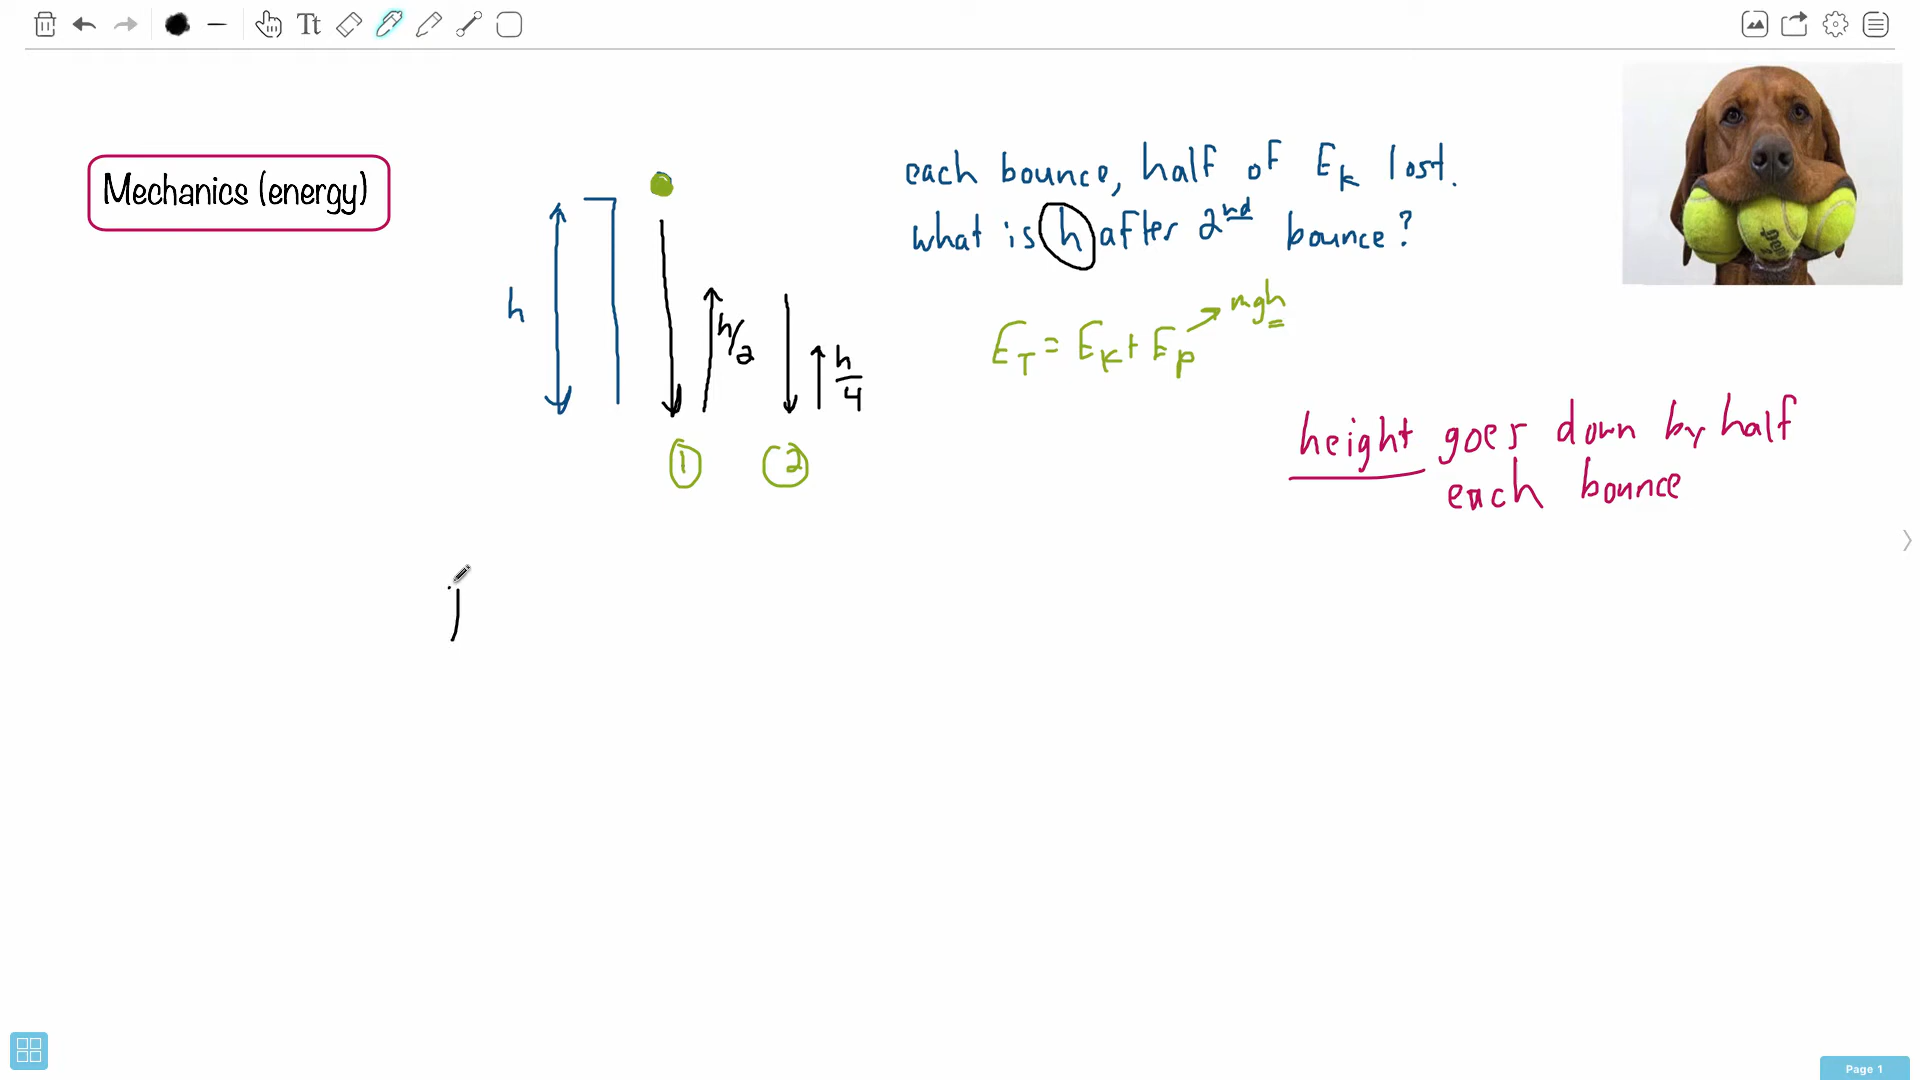 Tt
Mechanics (energy)
each bounce, half of Ek lost.
what is h after 2nd bounce?
h
h/2
h/4
1
2
ET = Ek + Ep
mgh
height goes down by half
each bounce
Page 1